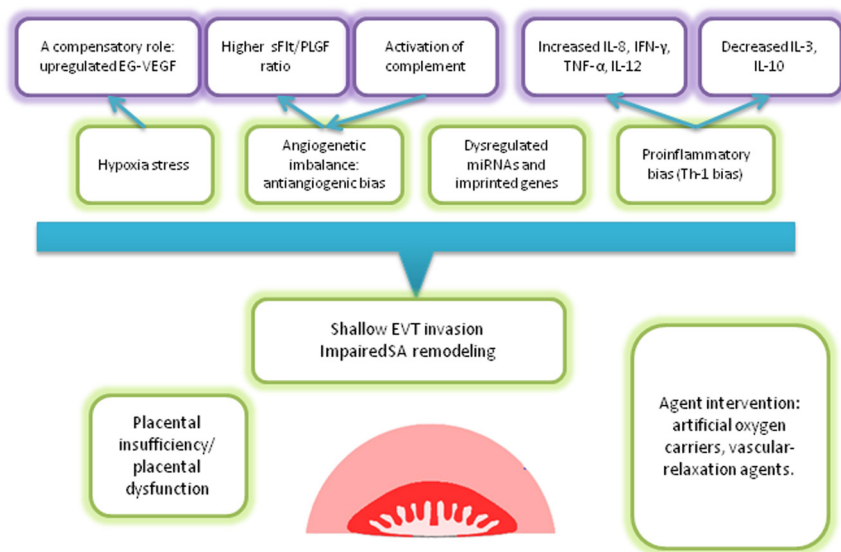 A compensatory role:
upregulated EG-VEGF
Higher sFlt/PLGF
ratio
Activation of
complement
Increased IL-8, IFN-γ,
TNF-α, IL-12
Decreased IL-3,
IL-10
Hypoxia stress
Angiogenetic
imbalance:
antiangiogenic bias
Dysregulated
miRNAs and
imprinted genes
Proinflammatory
bias (Th-1 bias)
Shallow EVT invasion
Impaired SA remodeling
Placental
insufficiency/
placental
dysfunction
Agent intervention:
artificial oxygen
carriers, vascular-
relaxation agents.